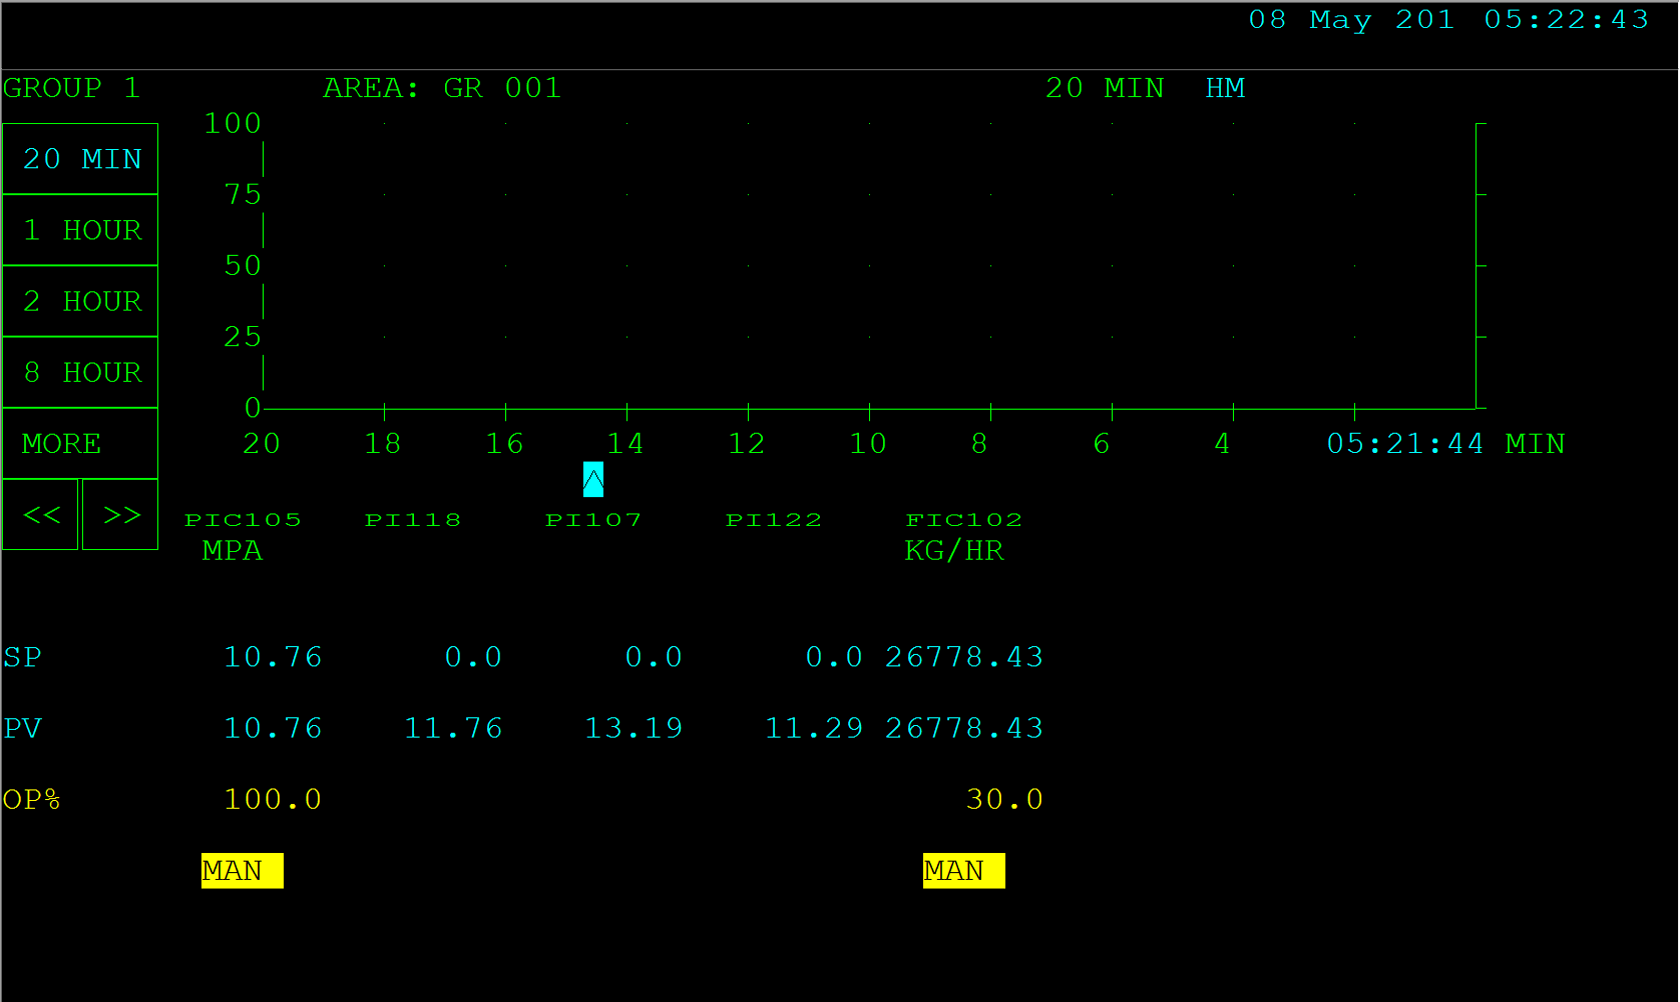 08 May 201 05:22:43
GROUP 1 AREA: GR 001 20 MIN HM
100
20 MIN
75
1 HOUR
50
2 HOUR
25
8 HOUR
0
MORE 20 18 16 14 12 10 8 6 4 05:21:44 MIN
^
<< >> PIC105 PI118 PI107 PI122 FIC102
MPA KG/HR
SP 10.76 0.0 0.0 0.0 26778.43
PV 10.76 11.76 13.19 11.29 26778.43
OP% 100.0 30.0
MAN MAN